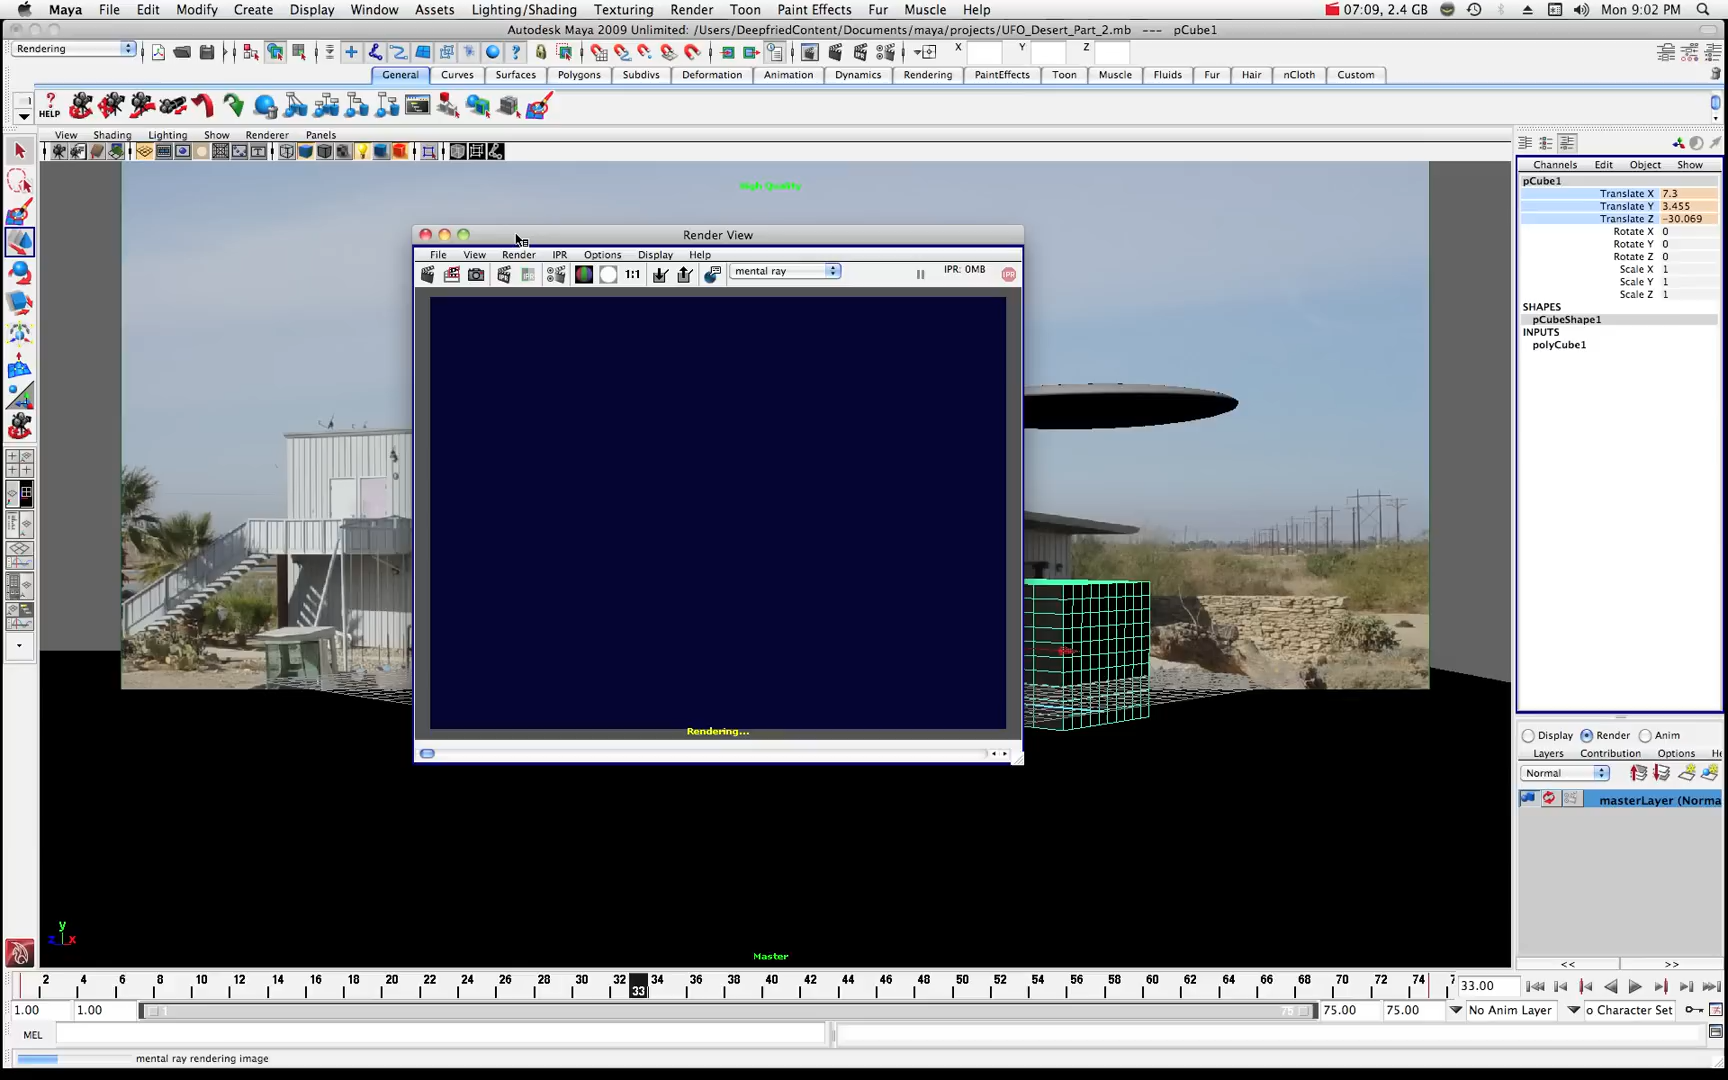 Maya File Edit Modify Create Display Window Assets Lighting/Shading Texturing Render Toon Paint Effects Fur Muscle Help 07:09, 2.4 GB Mon 9:02 PM
Autodesk Maya 2009 Unlimited: /Users/DeepfriedContent/Documents/maya/projects/UFO_Desert_Part_2.mb --- pCube1
Rendering X Y Z
General Curves Surfaces Polygons Subdivs Deformation Animation Dynamics Rendering PaintEffects Toon Muscle Fluids Fur Hair nCloth Custom
? HELP
View Shading Lighting Show Renderer Panels
High Quality
Channels Edit Object Show
pCube1
Translate X 7.3
Translate Y 3.455
Translate Z -30.069
Rotate X 0
Rotate Y 0
Rotate Z 0
Scale X 1
Scale Y 1
Scale Z 1
SHAPES
pCubeShape1
INPUTS
polyCube1
Render View
File View Render IPR Options Display Help
1:1 mental ray IPR: 0MB IPR
Rendering...
Display Render Anim
Layers Contribution Options He
Normal
masterLayer (Norma
y
z x
Master
<< >>
2 4 6 8 10 12 14 16 18 20 22 24 26 28 30 32 34 36 38 40 42 44 46 48 50 52 54 56 58 60 62 64 66 68 70 72 74 7
33 33.00
1.00 1.00 1 75 75.00 75.00 No Anim Layer o Character Set
MEL
mental ray rendering image